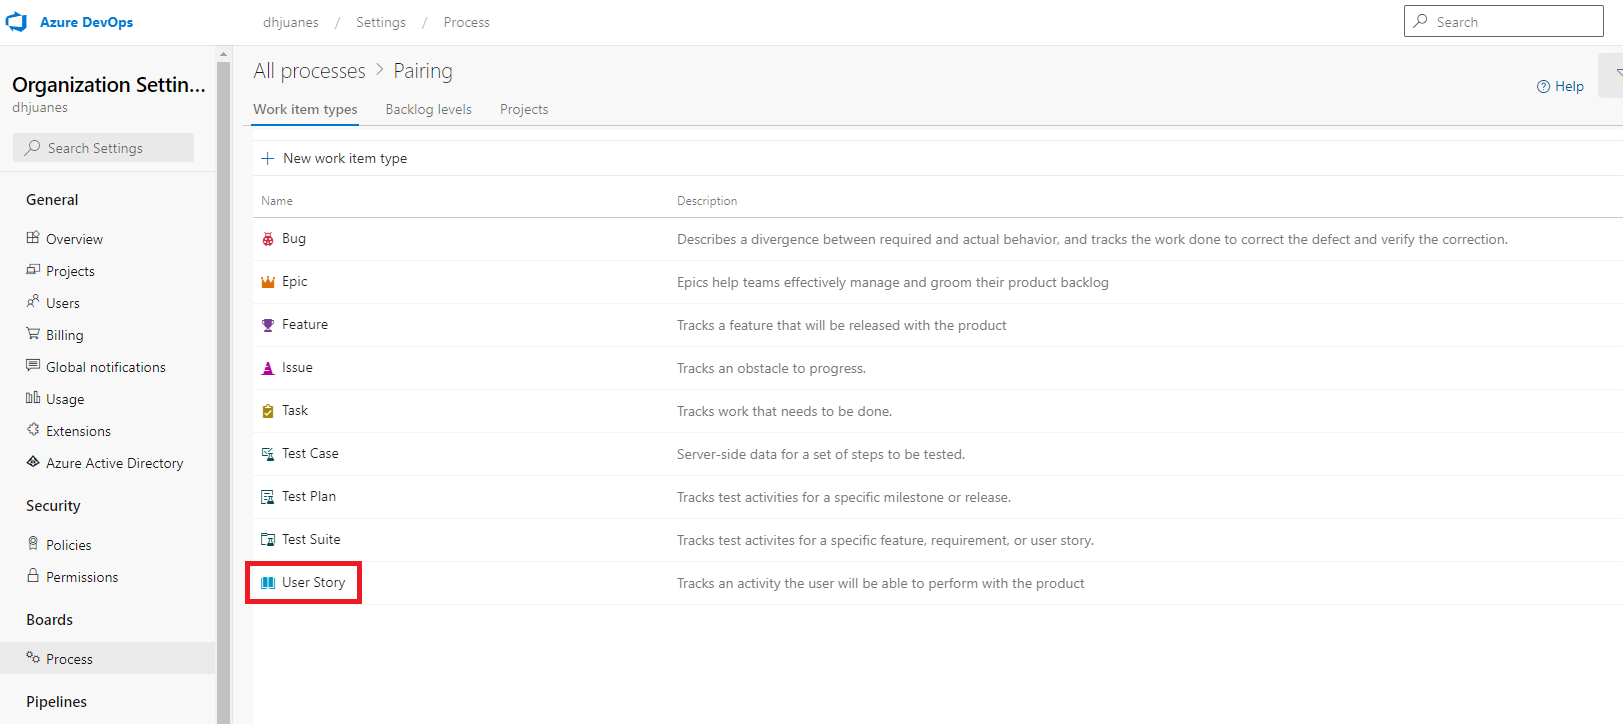 Azure DevOps
dhjuanes / Settings / Process
Search
Organization Settin...
dhjuanes
Search Settings
General
Overview
Projects
Users
Billing
Global notifications
Usage
Extensions
Azure Active Directory
Security
Policies
Permissions
Boards
Process
Pipelines
All processes > Pairing
Help
Work item types Backlog levels Projects
+ New work item type
Name Description
Bug Describes a divergence between required and actual behavior, and tracks the work done to correct the defect and verify the correction.
Epic Epics help teams effectively manage and groom their product backlog
Feature Tracks a feature that will be released with the product
Issue Tracks an obstacle to progress.
Task Tracks work that needs to be done.
Test Case Server-side data for a set of steps to be tested.
Test Plan Tracks test activities for a specific milestone or release.
Test Suite Tracks test activites for a specific feature, requirement, or user story.
User Story Tracks an activity the user will be able to perform with the product